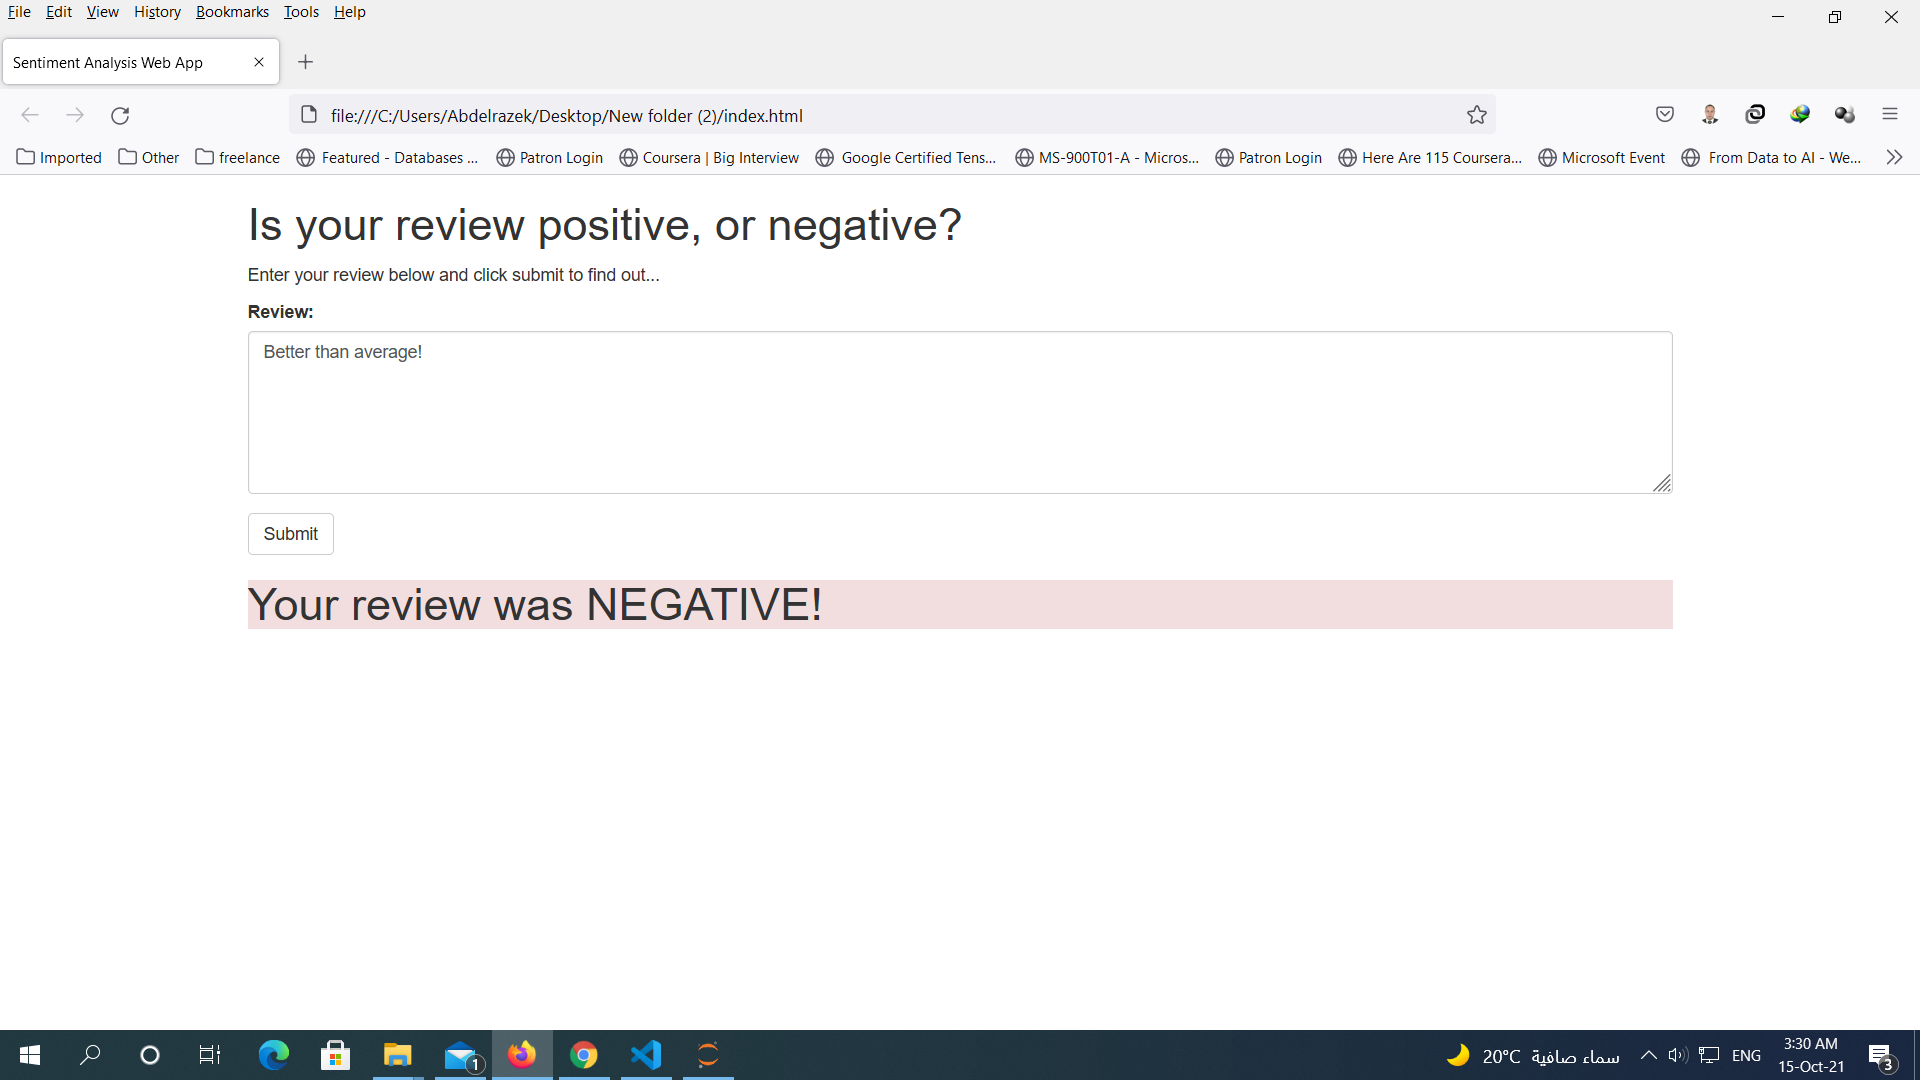 File Edit View History Bookmarks Tools Help
Sentiment Analysis Web App
file:///C:/Users/Abdelrazek/Desktop/New folder (2)/index.html
Imported Other freelance Featured - Databases ... Patron Login Coursera | Big Interview Google Certified Tens... MS-900T01-A - Micros... Patron Login Here Are 115 Coursera... Microsoft Event From Data to AI - We...
Is your review positive, or negative?
Enter your review below and click submit to find out...
Review:
Better than average!
Submit
Your review was NEGATIVE!
1
20°C سماء صافية
ENG
3:30 AM
15-Oct-21
3